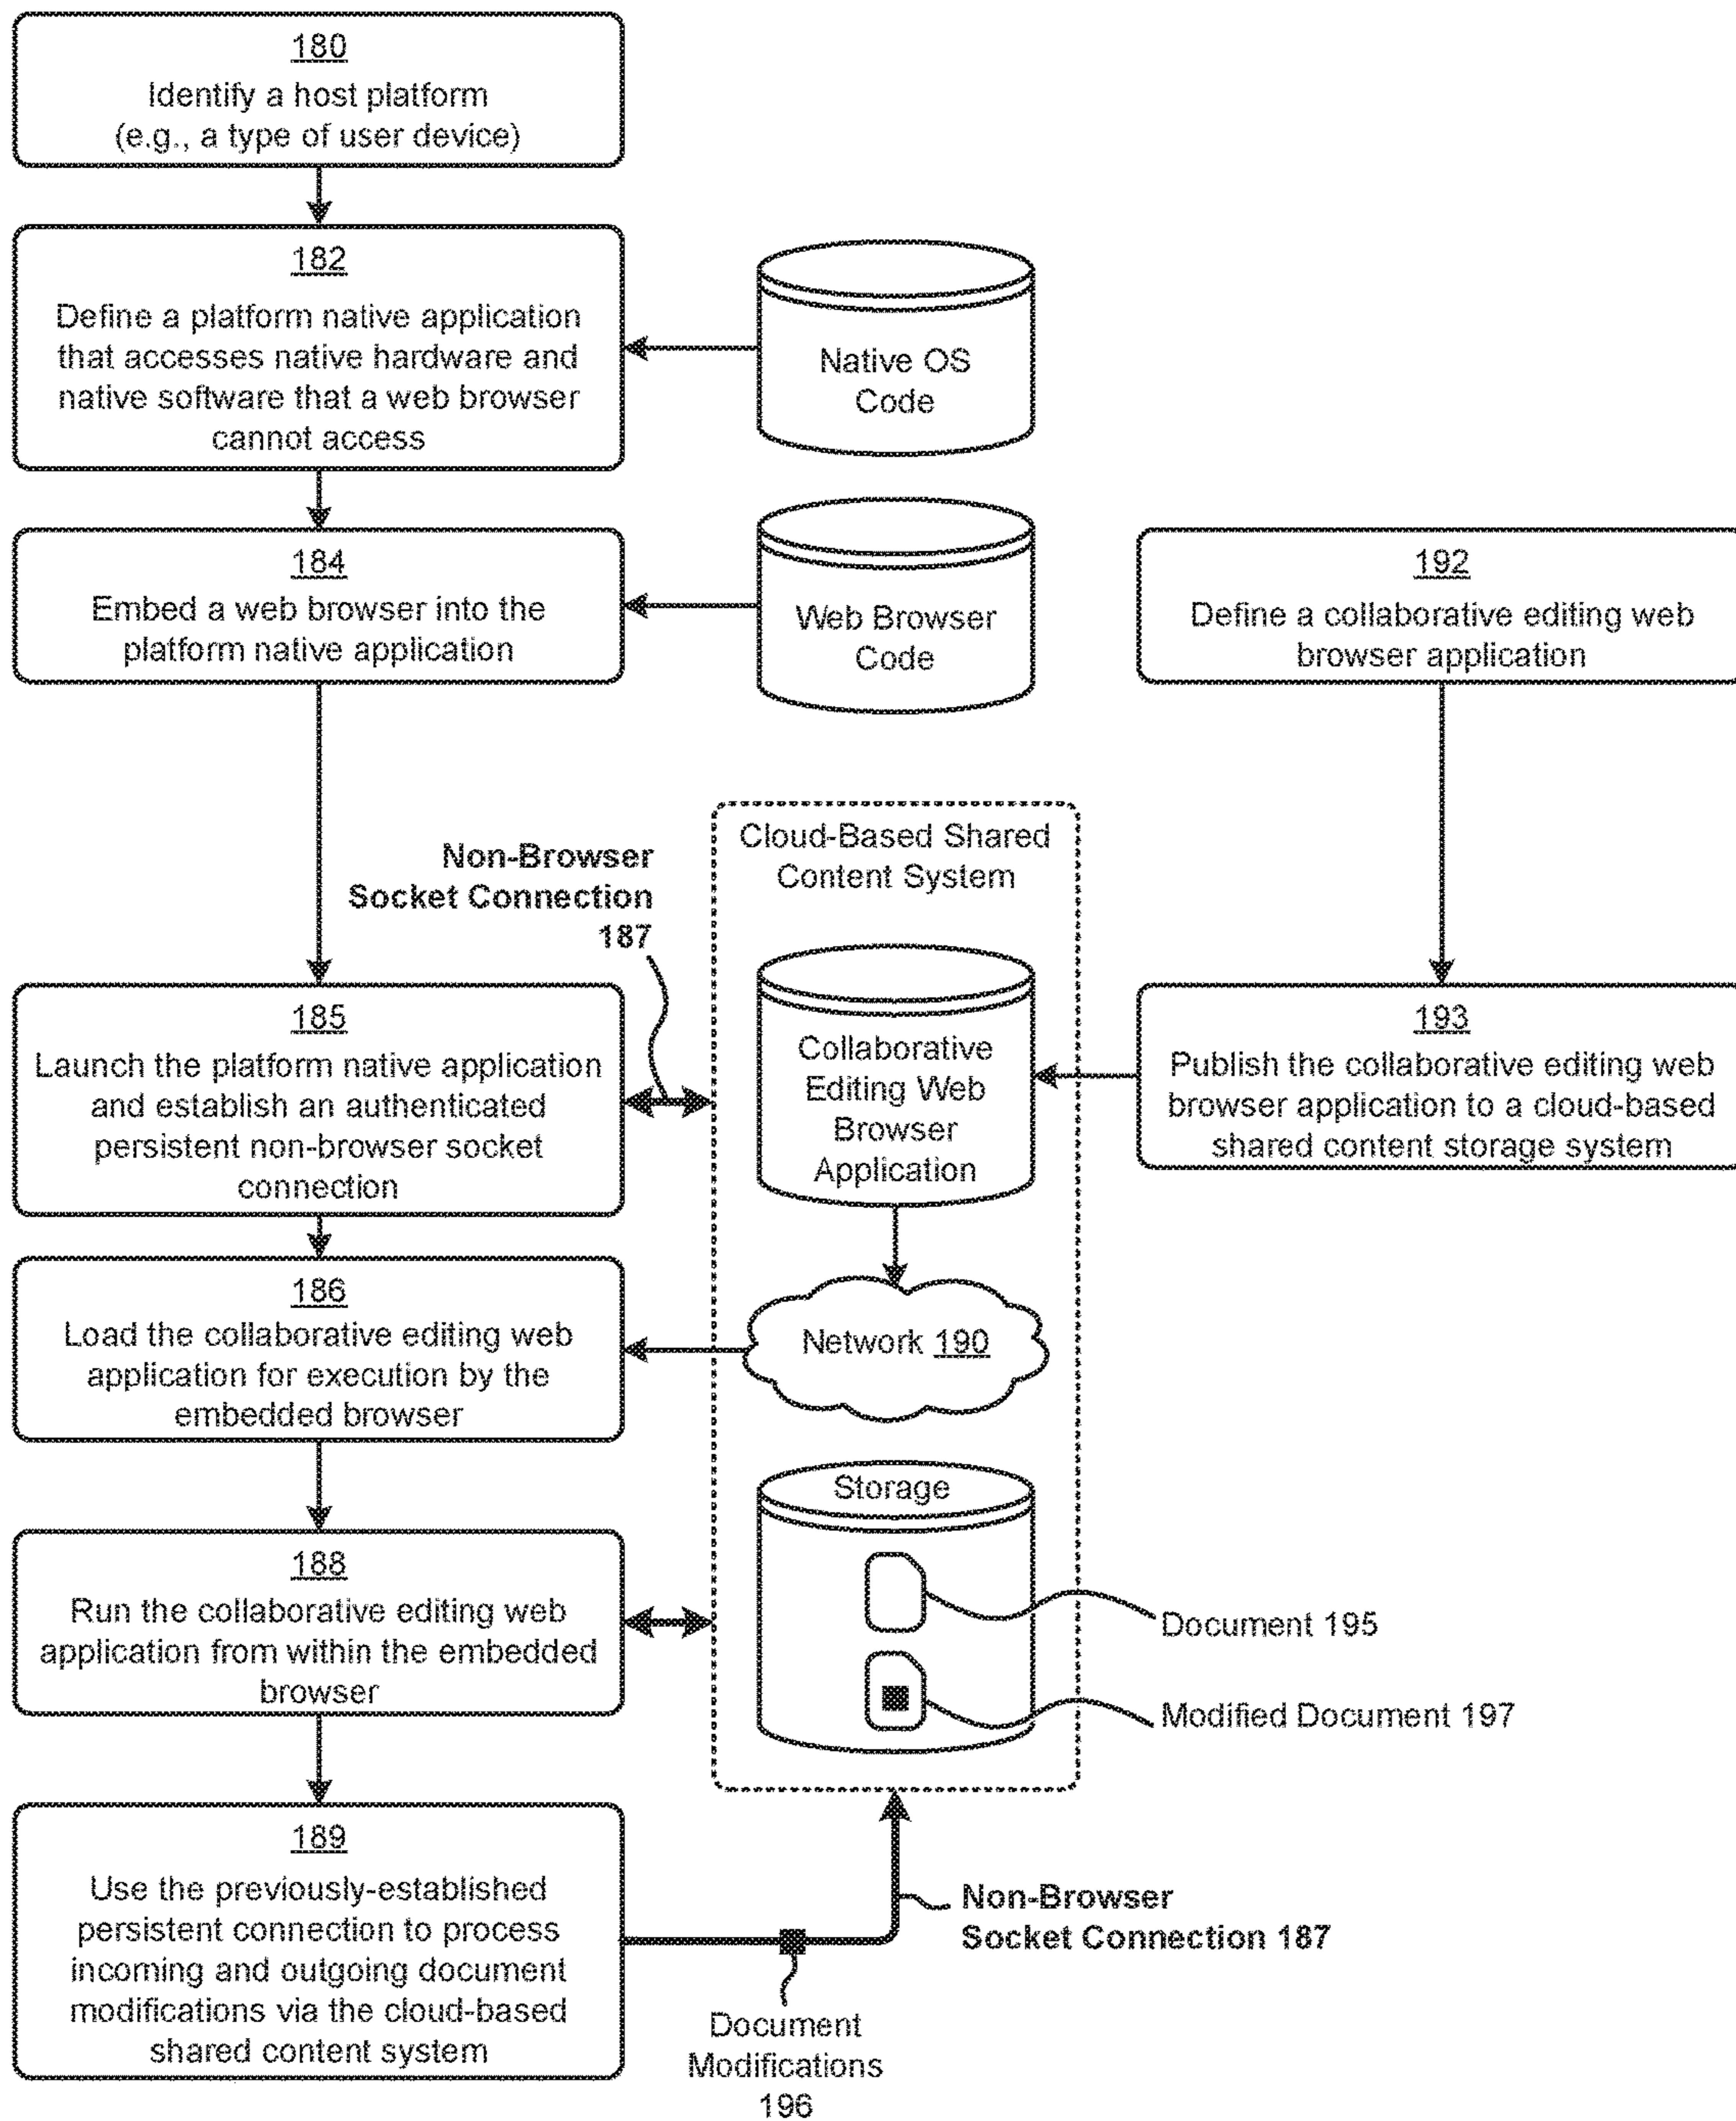 180
Identify a host platform
(e.g., a type of user device)
182
Define a platform native application
that accesses native hardware and
native software that a web browser
cannot access
Native OS
Code
184
Embed a web browser into the
platform native application
Web Browser
Code
192
Define a collaborative editing web
browser application
Non-Browser
Socket Connection
187
Cloud-Based Shared
Content System
185
Launch the platform native application
and establish an authenticated
persistent non-browser socket
connection
Collaborative
Editing Web
Browser
Application
193
Publish the collaborative editing web
browser application to a cloud-based
shared content storage system
186
Load the collaborative editing web
application for execution by the
embedded browser
Network 190
Storage
188
Run the collaborative editing web
application from within the embedded
browser
Document 195
Modified Document 197
189
Use the previously-established
persistent connection to process
incoming and outgoing document
modifications via the cloud-based
shared content system
Non-Browser
Socket Connection 187
Document
Modifications
196